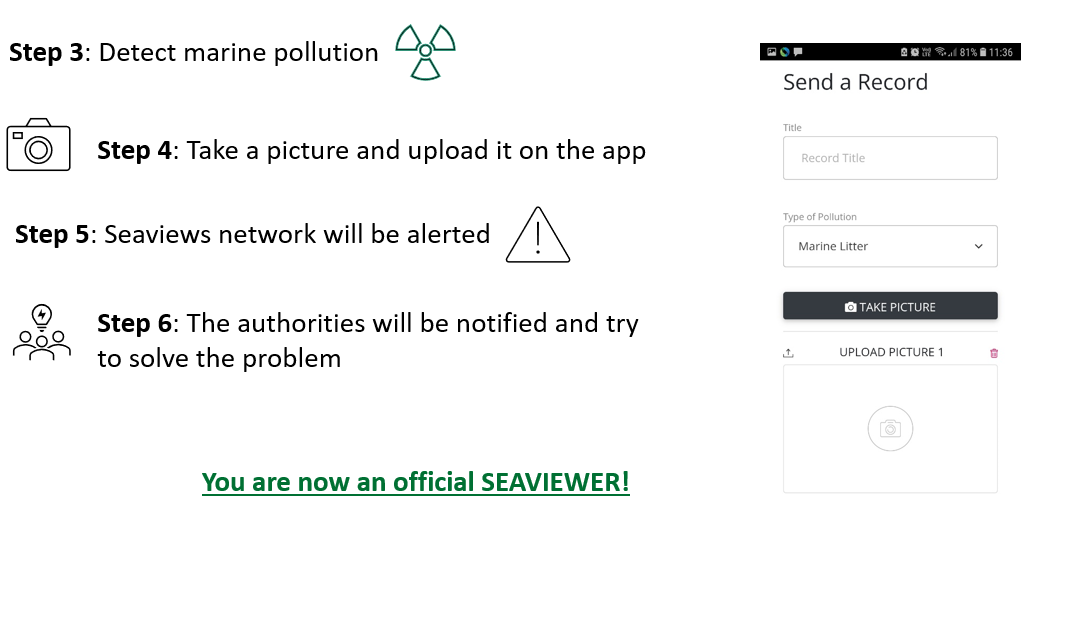 Step 3: Detect marine pollution
Step 4: Take a picture and upload it on the app
Step 5: Seaviews network will be alerted
Step 6: The authorities will be notified and try
to solve the problem
You are now an official SEAVIEWER!
81% 11:36
Send a Record
Title
Record Title
Type of Pollution
Marine Litter
TAKE PICTURE
UPLOAD PICTURE 1